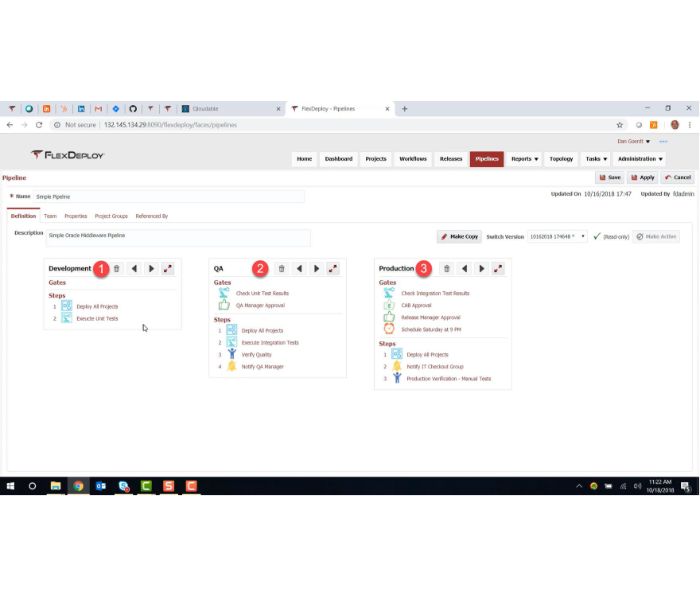 Cloudable
FlexDeploy - Pipelines
Not secure | 132.145.134.29:8090/flexdeploy/faces/pipelines
Dan Goerdt
FLEXDEPLOY
Home Dashboard Projects Workflows Releases Pipelines Reports Topology Tasks Administration
Pipeline
Save Apply Cancel
* Name Simple Pipeline
Updated On 10/16/2018 17:47 Updated By fdadmin
Definition Team Properties Project Groups Referenced By
Description Simple Oracle Middleware Pipeline
Make Copy Switch Version 10162018 174648 * (Read-only) Make Active
Development 1
Gates
Steps
1 Deploy All Projects
2 Execute Unit Tests
QA 2
Gates
Check Unit Test Results
QA Manager Approval
Steps
1 Deploy All Projects
2 Execute Integration Tests
3 Verify Quality
4 Notify QA Manager
Production 3
Gates
Check Integration Test Results
CAB Approval
Release Manager Approval
Schedule Saturday at 9 PM
Steps
1 Deploy All Projects
2 Notify IT Checkout Group
3 Production Verification - Manual Tests
11:22 AM
10/18/2018